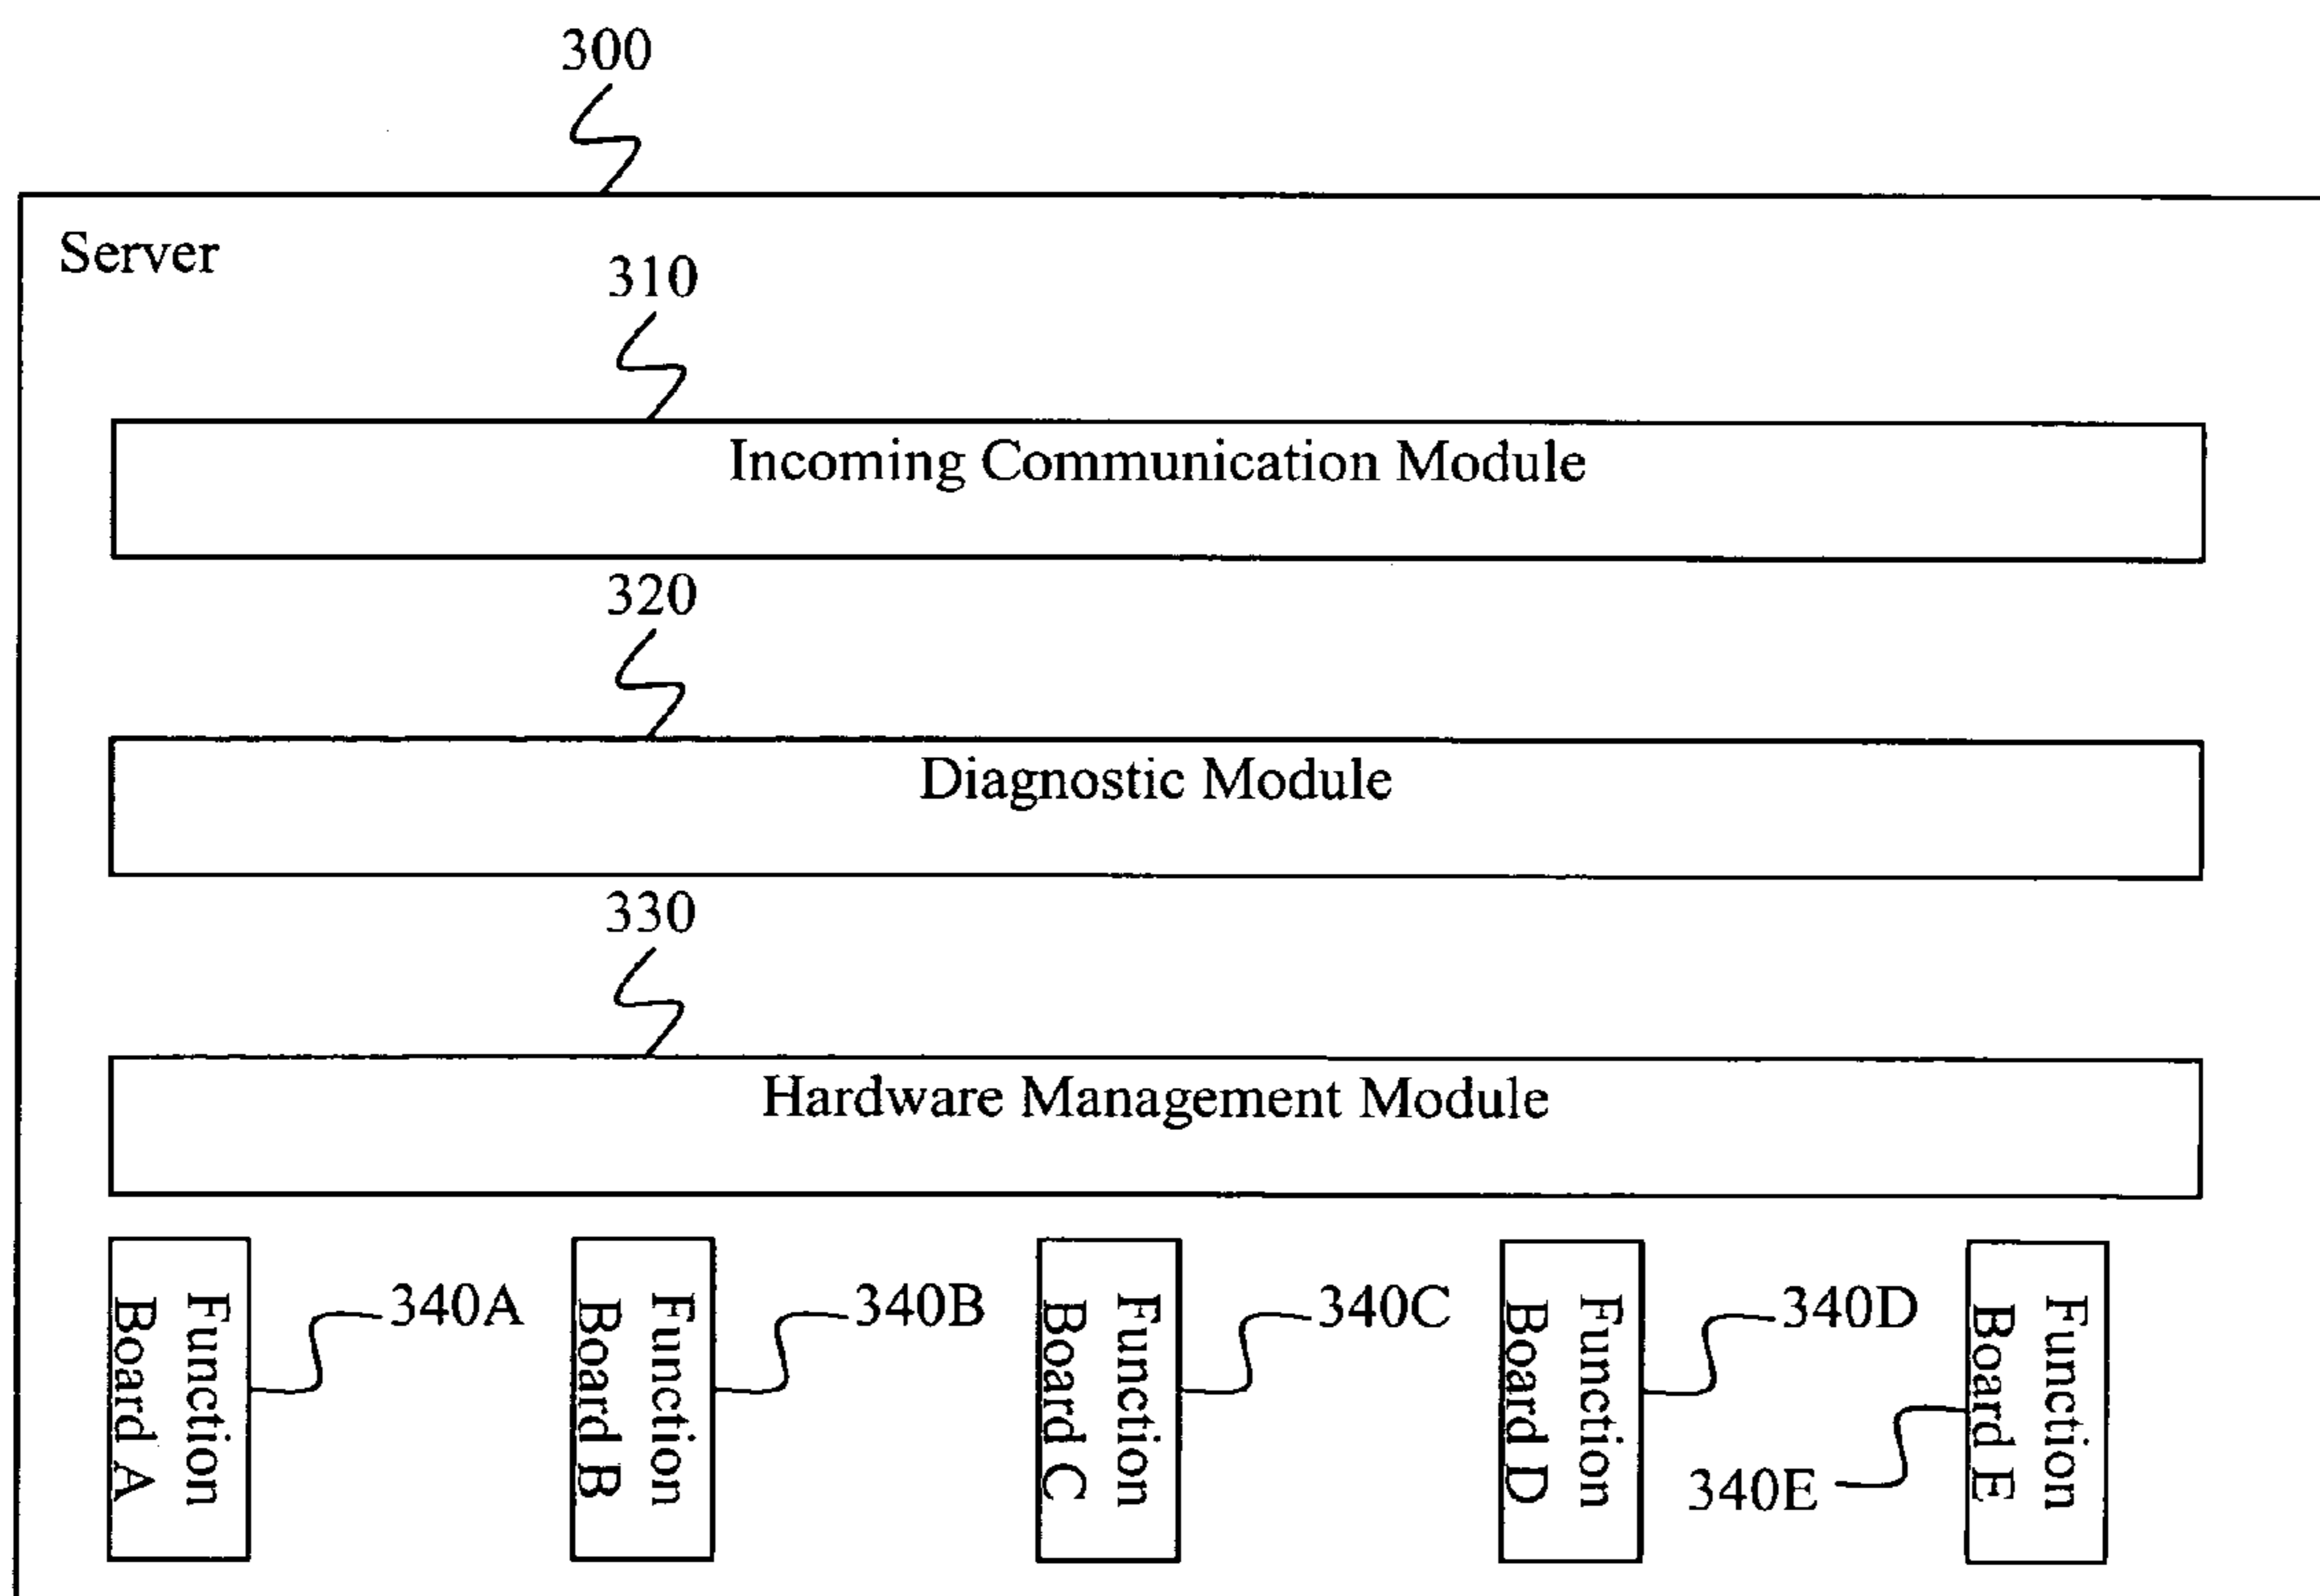 300
Server
310
Incoming Communication Module
320
Diagnostic Module
330
Hardware Management Module
Function
Board A
340A
Function
Board B
340B
Function
Board C
340C
Function
Board D
340D
Function
Board E
340E